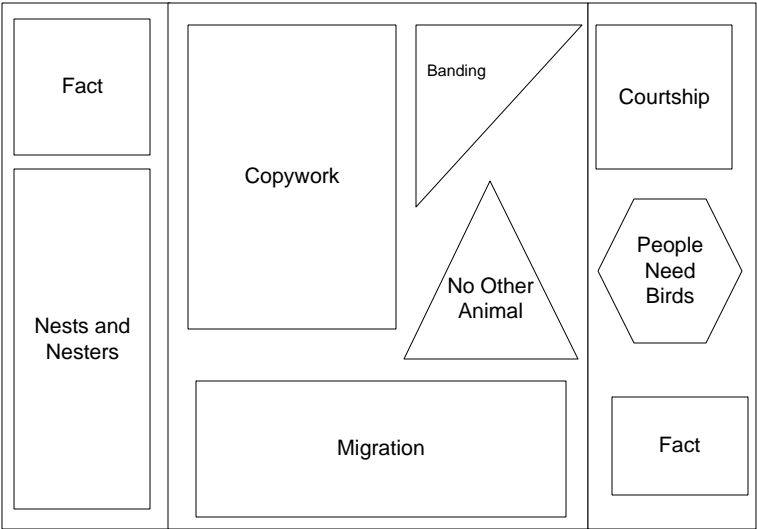 Fact
Nests and
Nesters
Copywork
Banding
No Other
Animal
Migration
Courtship
People
Need
Birds
Fact